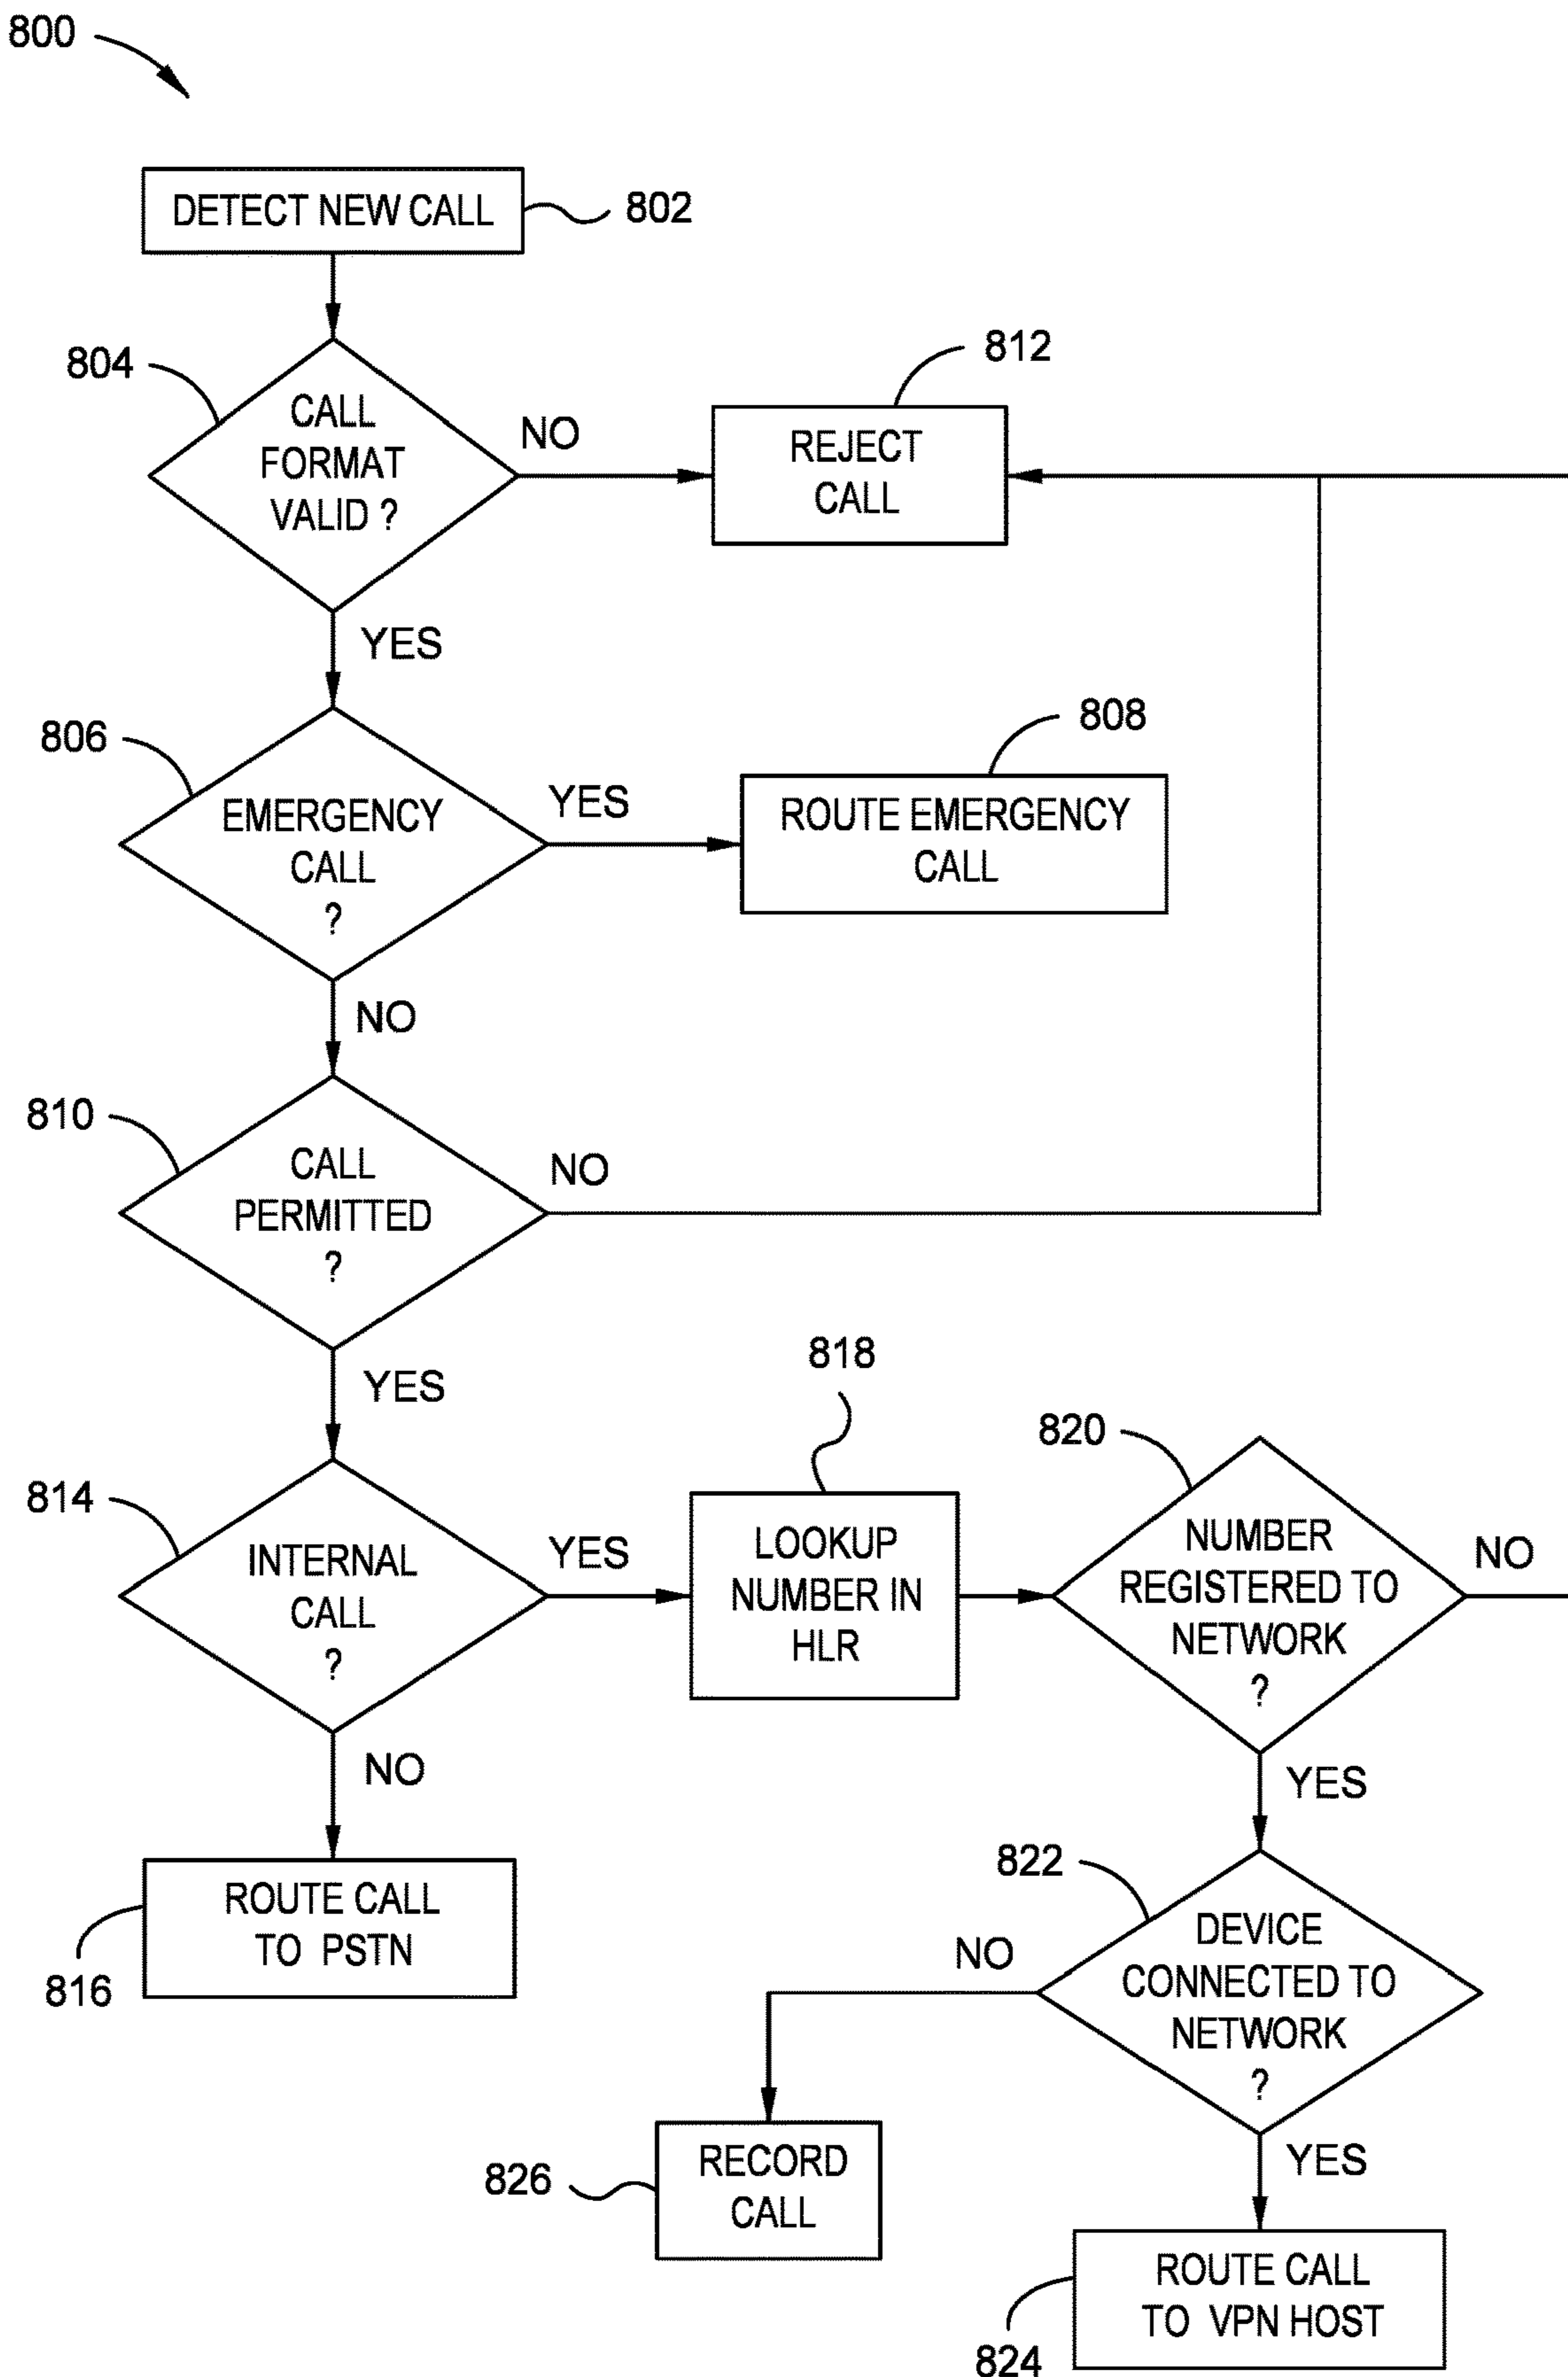 800
DETECT NEW CALL
802
804
CALL
FORMAT
VALID ?
NO
812
REJECT
CALL
YES
806
EMERGENCY
CALL
?
YES
808
ROUTE EMERGENCY
CALL
NO
810
CALL
PERMITTED
?
NO
YES
814
INTERNAL
CALL
?
YES
818
LOOKUP
NUMBER IN
HLR
820
NUMBER
REGISTERED TO
NETWORK
?
NO
NO
ROUTE CALL
TO PSTN
816
YES
822
DEVICE
CONNECTED TO
NETWORK
?
NO
826
RECORD
CALL
YES
ROUTE CALL
TO VPN HOST
824